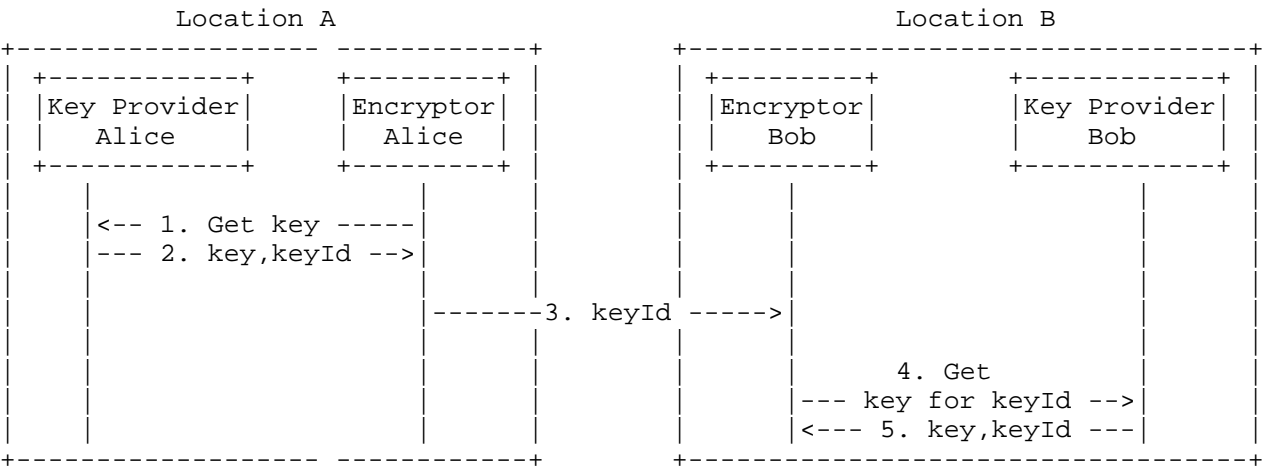 Location A Location B
Key Provider Encryptor Encryptor Key Provider
Alice Alice Bob Bob
<-- 1. Get key -----
--- 2. key,keyId -->
-------3. keyId ----->
4. Get
--- key for keyId -->
<--- 5. key,keyId ---